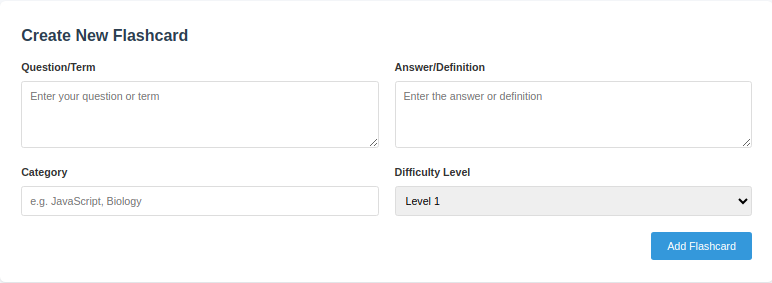 Create New Flashcard
Question/Term
Answer/Definition
Enter your question or term
Enter the answer or definition
Category
Difficulty Level
e.g. JavaScript, Biology
Level 1
Add Flashcard